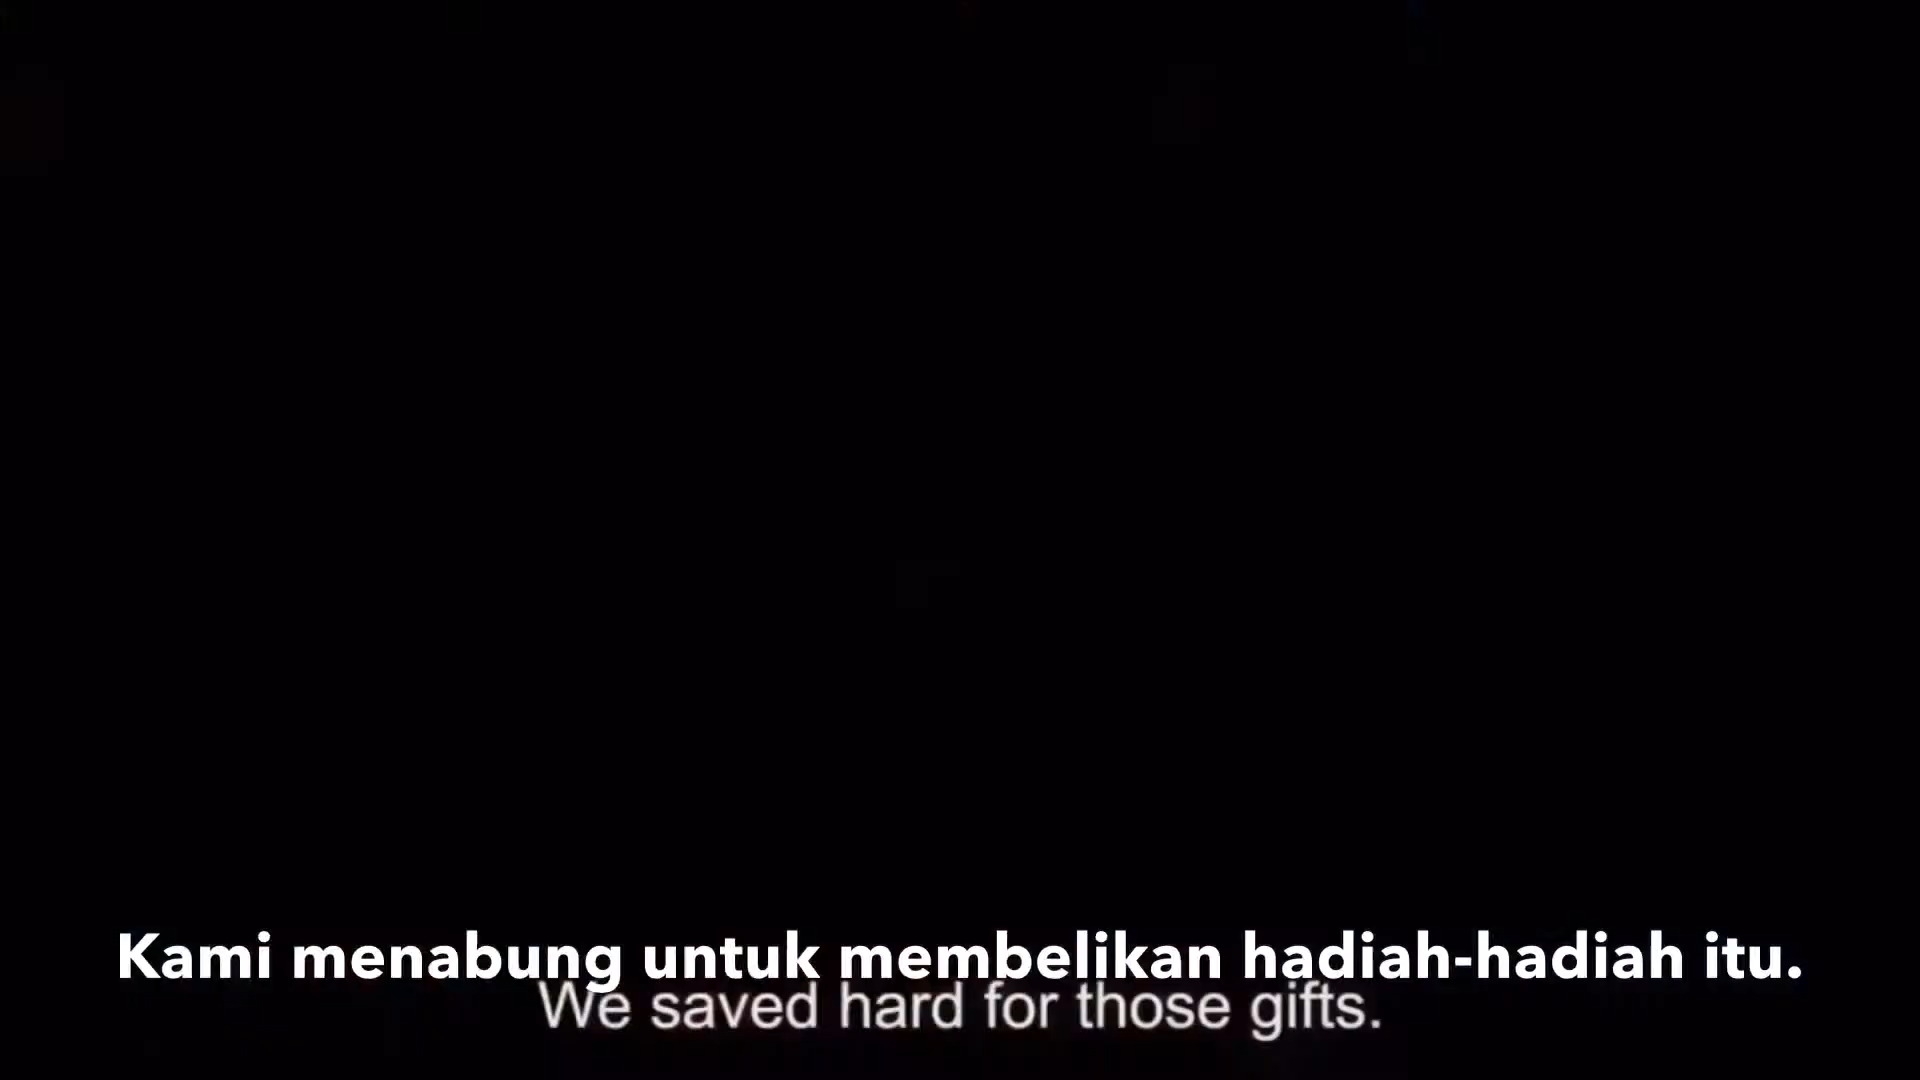 Kami menabung untuk membelikan hadiah-hadiah itu.
We saved hard for those gifts.